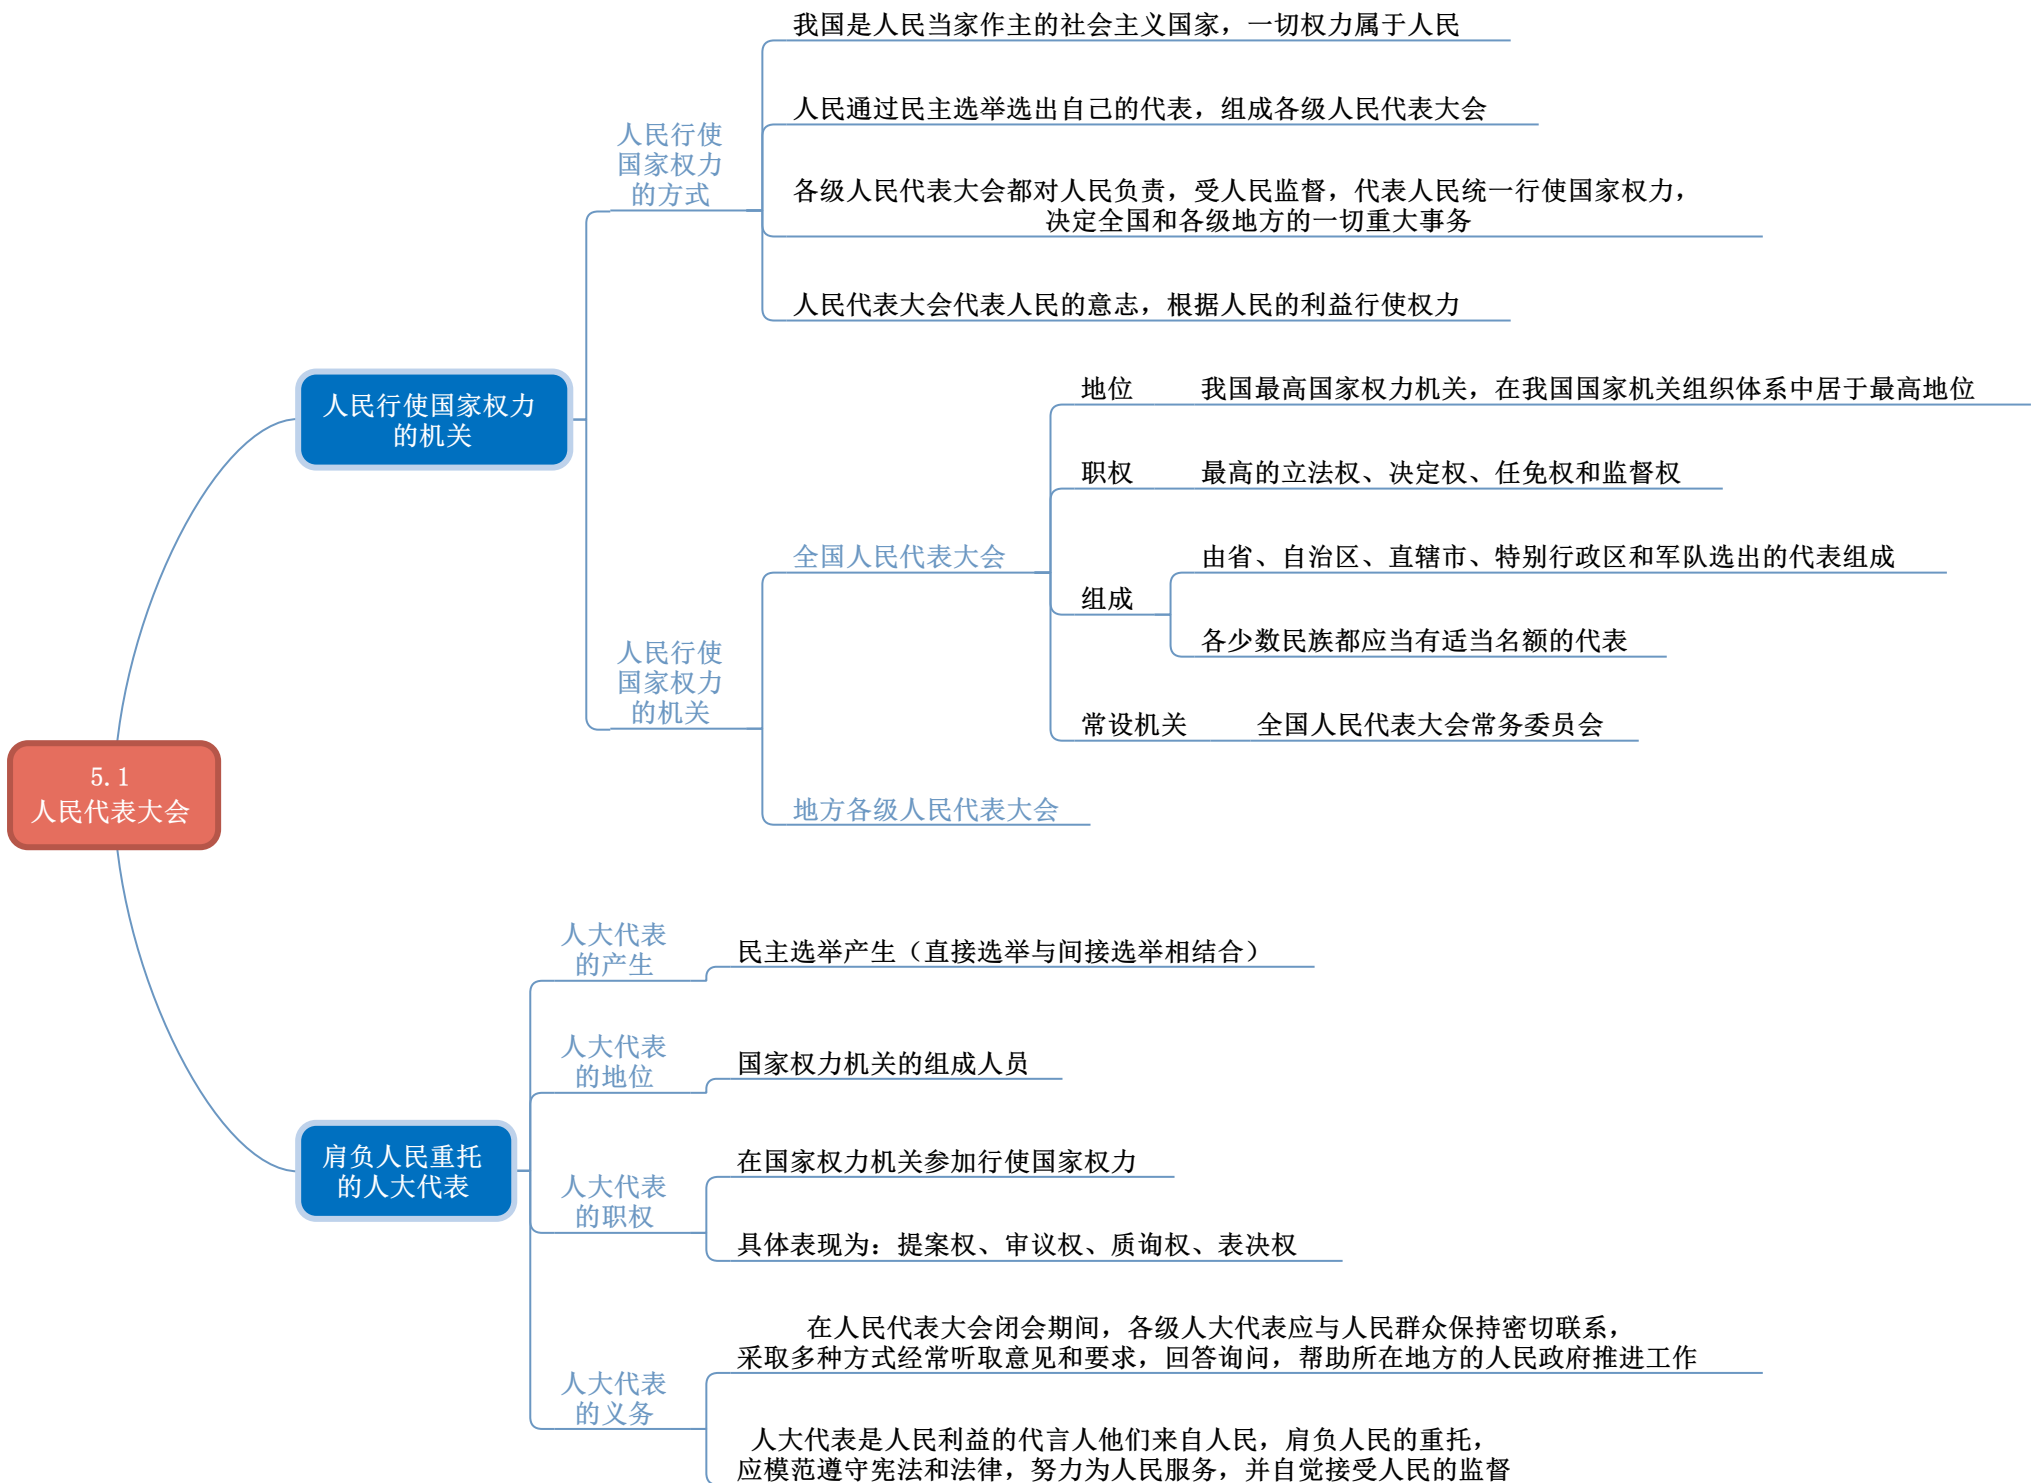 5.1
人民代表大会
人民行使国家权力
的机关
人民行使
国家权力
的方式
我国是人民当家作主的社会主义国家，一切权力属于人民
人民通过民主选举选出自己的代表，组成各级人民代表大会
各级人民代表大会都对人民负责，受人民监督，代表人民统一行使国家权力，
决定全国和各级地方的一切重大事务
人民代表大会代表人民的意志，根据人民的利益行使权力
人民行使
国家权力
的机关
全国人民代表大会
地位
我国最高国家权力机关，在我国国家机关组织体系中居于最高地位
职权
最高的立法权、决定权、任免权和监督权
组成
由省、自治区、直辖市、特别行政区和军队选出的代表组成
各少数民族都应当有适当名额的代表
常设机关
全国人民代表大会常务委员会
地方各级人民代表大会
肩负人民重托
的人大代表
人大代表
的产生
民主选举产生（直接选举与间接选举相结合）
人大代表
的地位
国家权力机关的组成人员
人大代表
的职权
在国家权力机关参加行使国家权力
具体表现为：提案权、审议权、质询权、表决权
人大代表
的义务
在人民代表大会闭会期间，各级人大代表应与人民群众保持密切联系，
采取多种方式经常听取意见和要求，回答询问，帮助所在地方的人民政府推进工作
人大代表是人民利益的代言人他们来自人民，肩负人民的重托，
应模范遵守宪法和法律，努力为人民服务，并自觉接受人民的监督